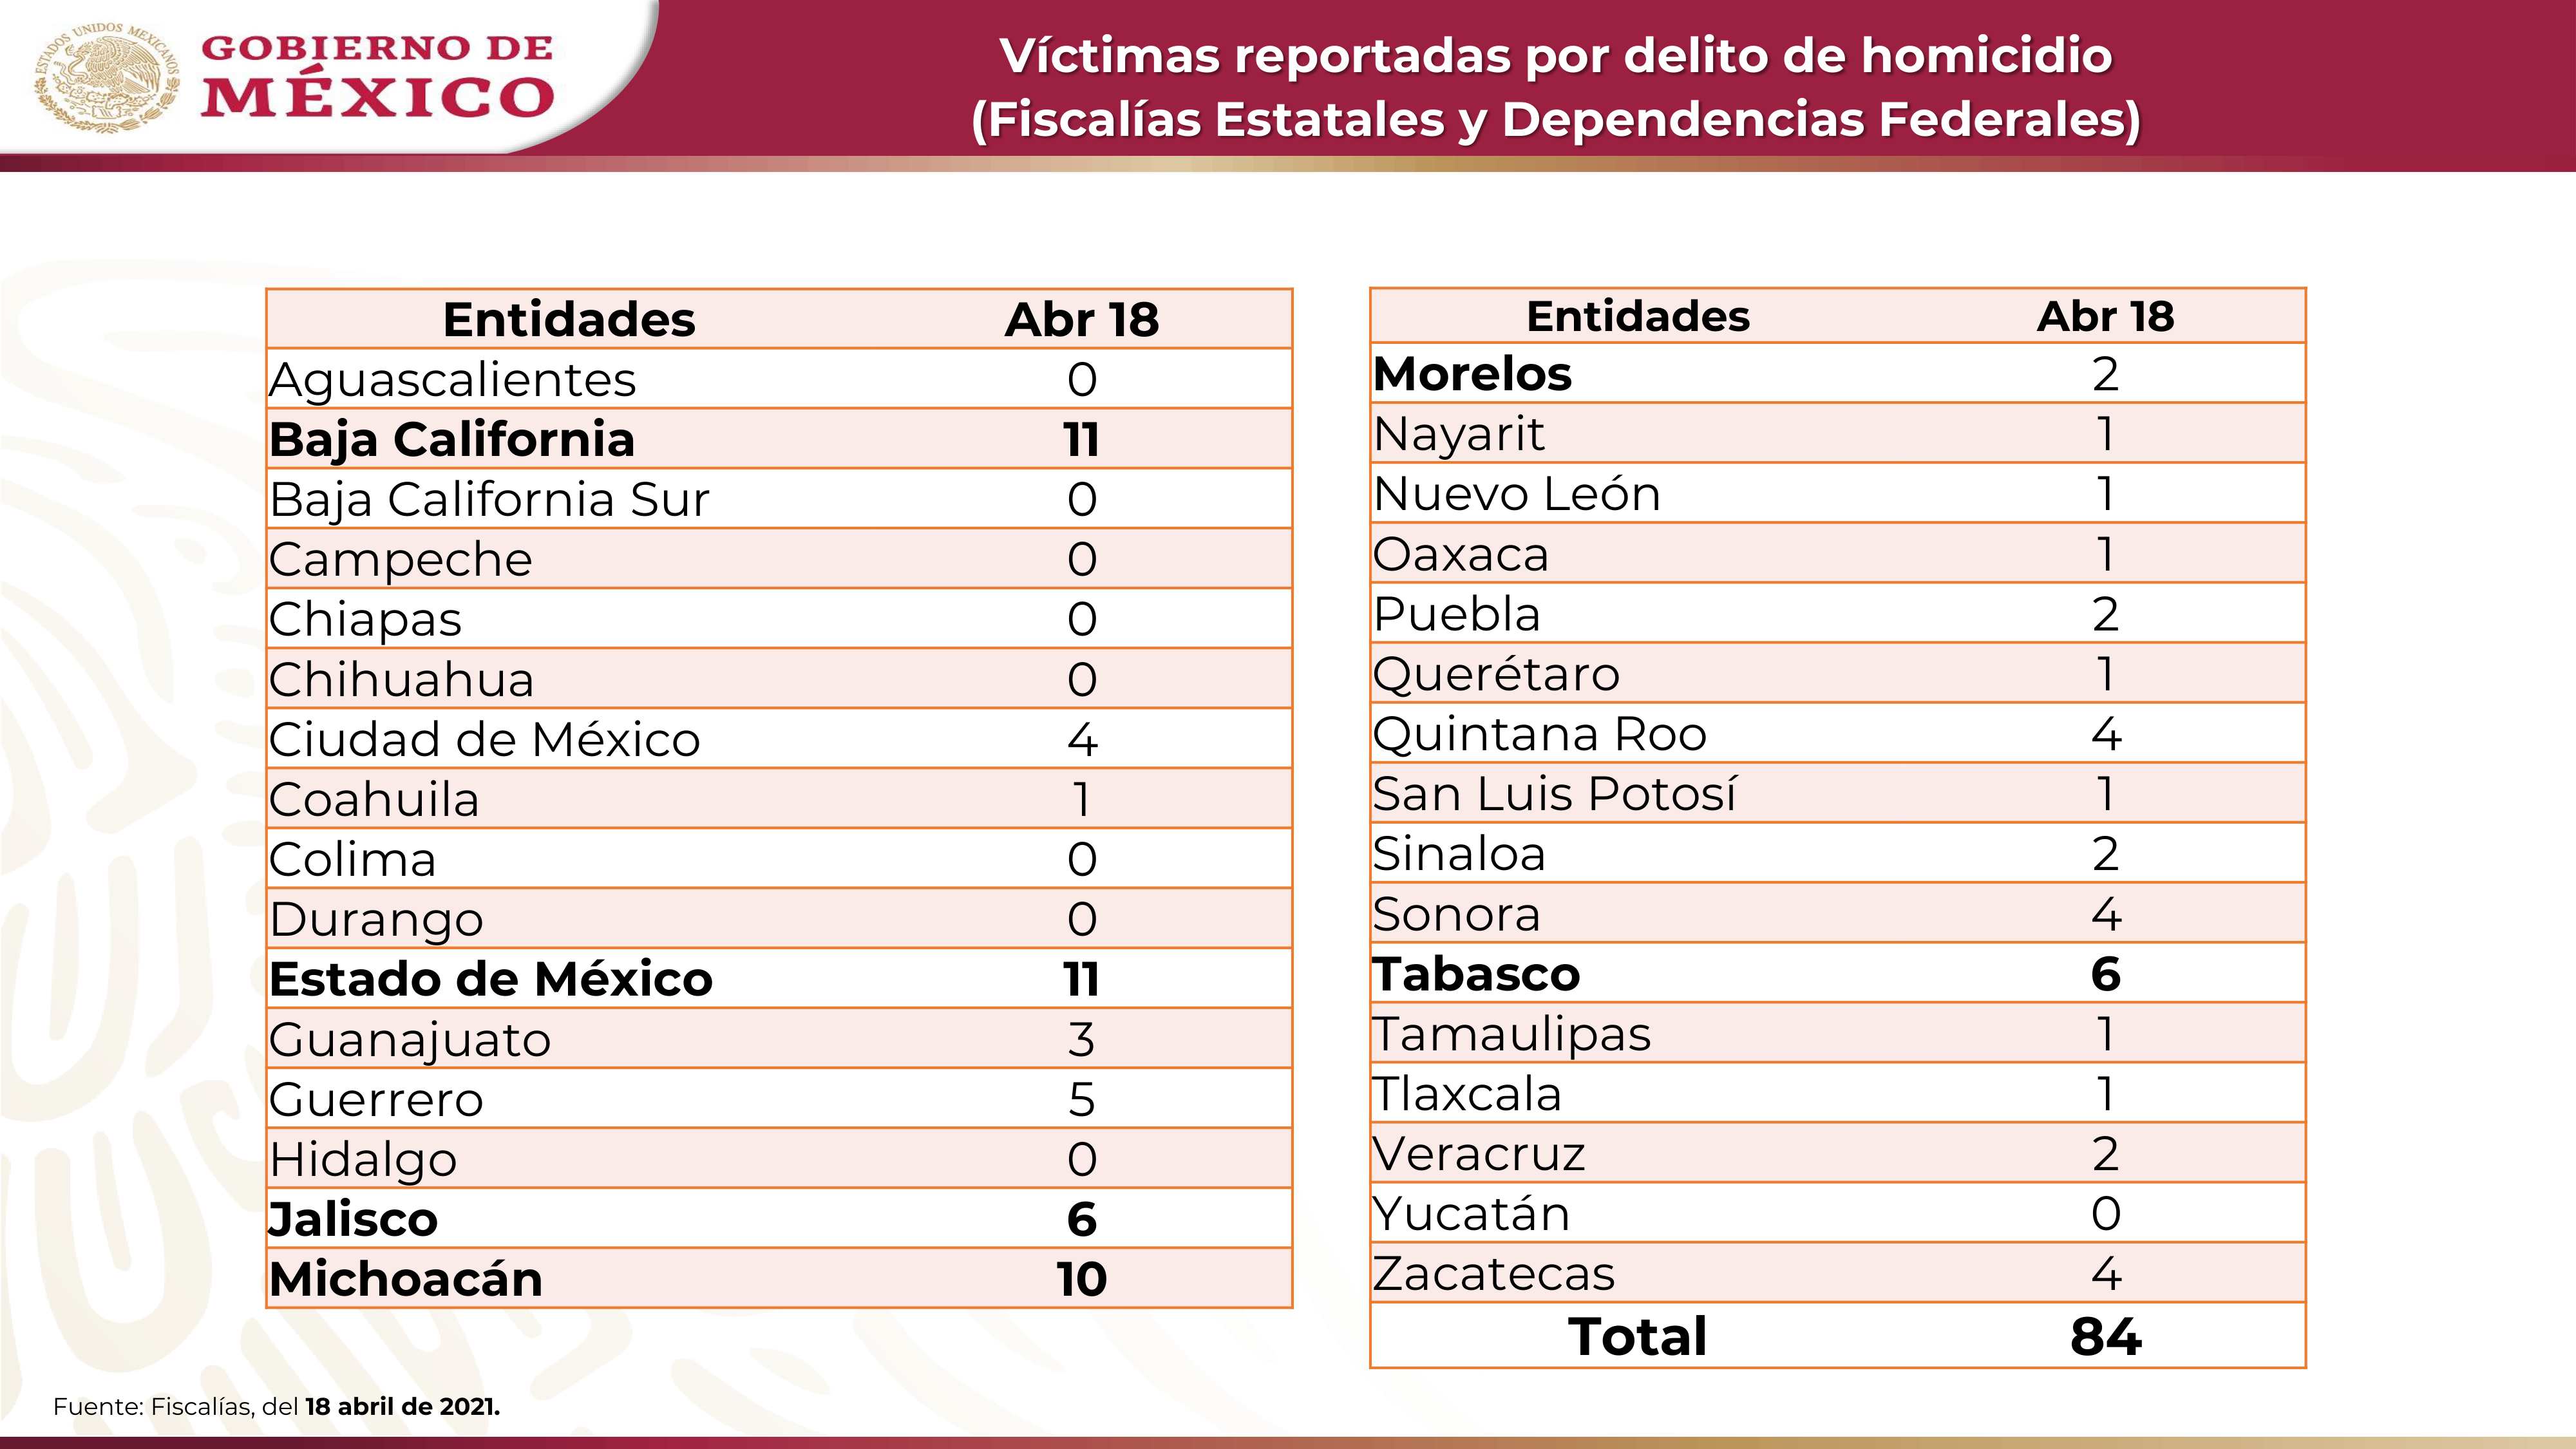 ESTADOS UNIDOS MEXICANOS
GOBIERNO DE
MÉXICO
Víctimas reportadas por delito de homicidio
(Fiscalías Estatales y Dependencias Federales)
Entidades Abr 18
Aguascalientes 0
Baja California 11
Baja California Sur 0
Campeche 0
Chiapas 0
Chihuahua 0
Ciudad de México 4
Coahuila 1
Colima 0
Durango 0
Estado de México 11
Guanajuato 3
Guerrero 5
Hidalgo 0
Jalisco 6
Michoacán 10
Entidades Abr 18
Morelos 2
Nayarit 1
Nuevo León 1
Oaxaca 1
Puebla 2
Querétaro 1
Quintana Roo 4
San Luis Potosí 1
Sinaloa 2
Sonora 4
Tabasco 6
Tamaulipas 1
Tlaxcala 1
Veracruz 2
Yucatán 0
Zacatecas 4
Total 84
Fuente: Fiscalías, del 18 abril de 2021.